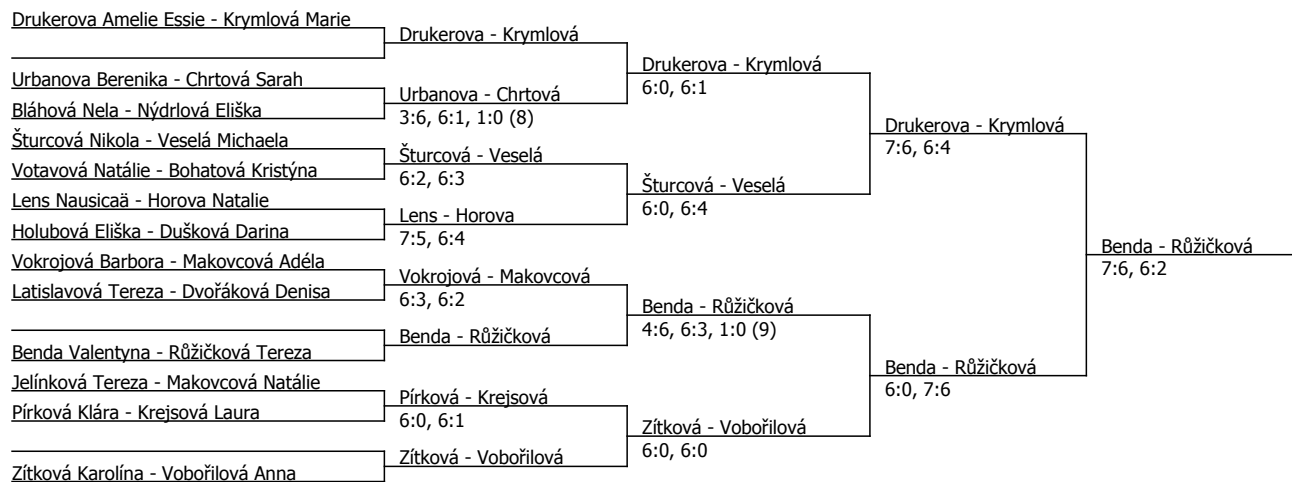 Drukerova Amelie Essie - Krymlová Marie
Urbanova Berenika - Chrtová Sarah
Bláhová Nela - Nýdrlová Eliška
Šturcová Nikola - Veselá Michaela
Votavová Natálie - Bohatová Kristýna
Lens Nausicaä - Horova Natalie
Holubová Eliška - Dušková Darina
Vokrojová Barbora - Makovcová Adéla
Latislavová Tereza - Dvořáková Denisa
Benda Valentyna - Růžičková Tereza
Jelínková Tereza - Makovcová Natálie
Pírková Klára - Krejsová Laura
Zítková Karolína - Vobořilová Anna
Drukerova - Krymlová
Urbanova - Chrtová
3:6, 6:1, 1:0 (8)
Šturcová - Veselá
6:2, 6:3
Lens - Horova
7:5, 6:4
Vokrojová - Makovcová
6:3, 6:2
Benda - Růžičková
Pírková - Krejsová
6:0, 6:1
Zítková - Vobořilová
Drukerova - Krymlová
6:0, 6:1
Šturcová - Veselá
6:0, 6:4
Benda - Růžičková
4:6, 6:3, 1:0 (9)
Zítková - Vobořilová
6:0, 6:0
Drukerova - Krymlová
7:6, 6:4
Benda - Růžičková
6:0, 7:6
Benda - Růžičková
7:6, 6:2